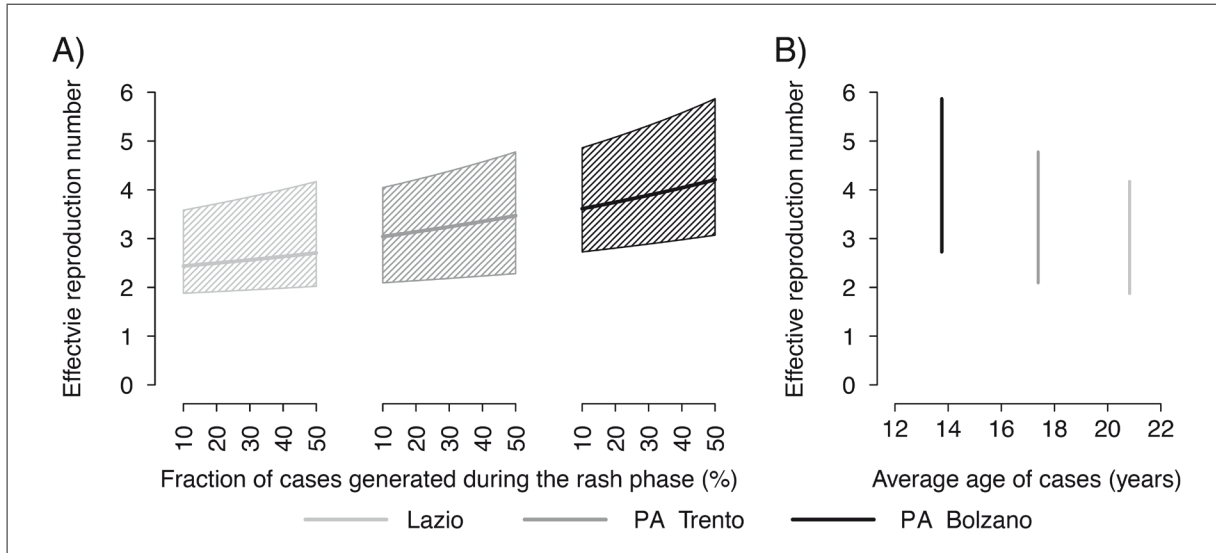 A)
Effectvie reproduction number
6
5
4
3
2
1
0
10 20 30 40 50 10 20 30 40 50 10 20 30 40 50
Fraction of cases generated during the rash phase (%)
B)
Effective reproduction number
6
5
4
3
2
1
0
12 14 16 18 20 22
Average age of cases (years)
Lazio PA Trento PA Bolzano